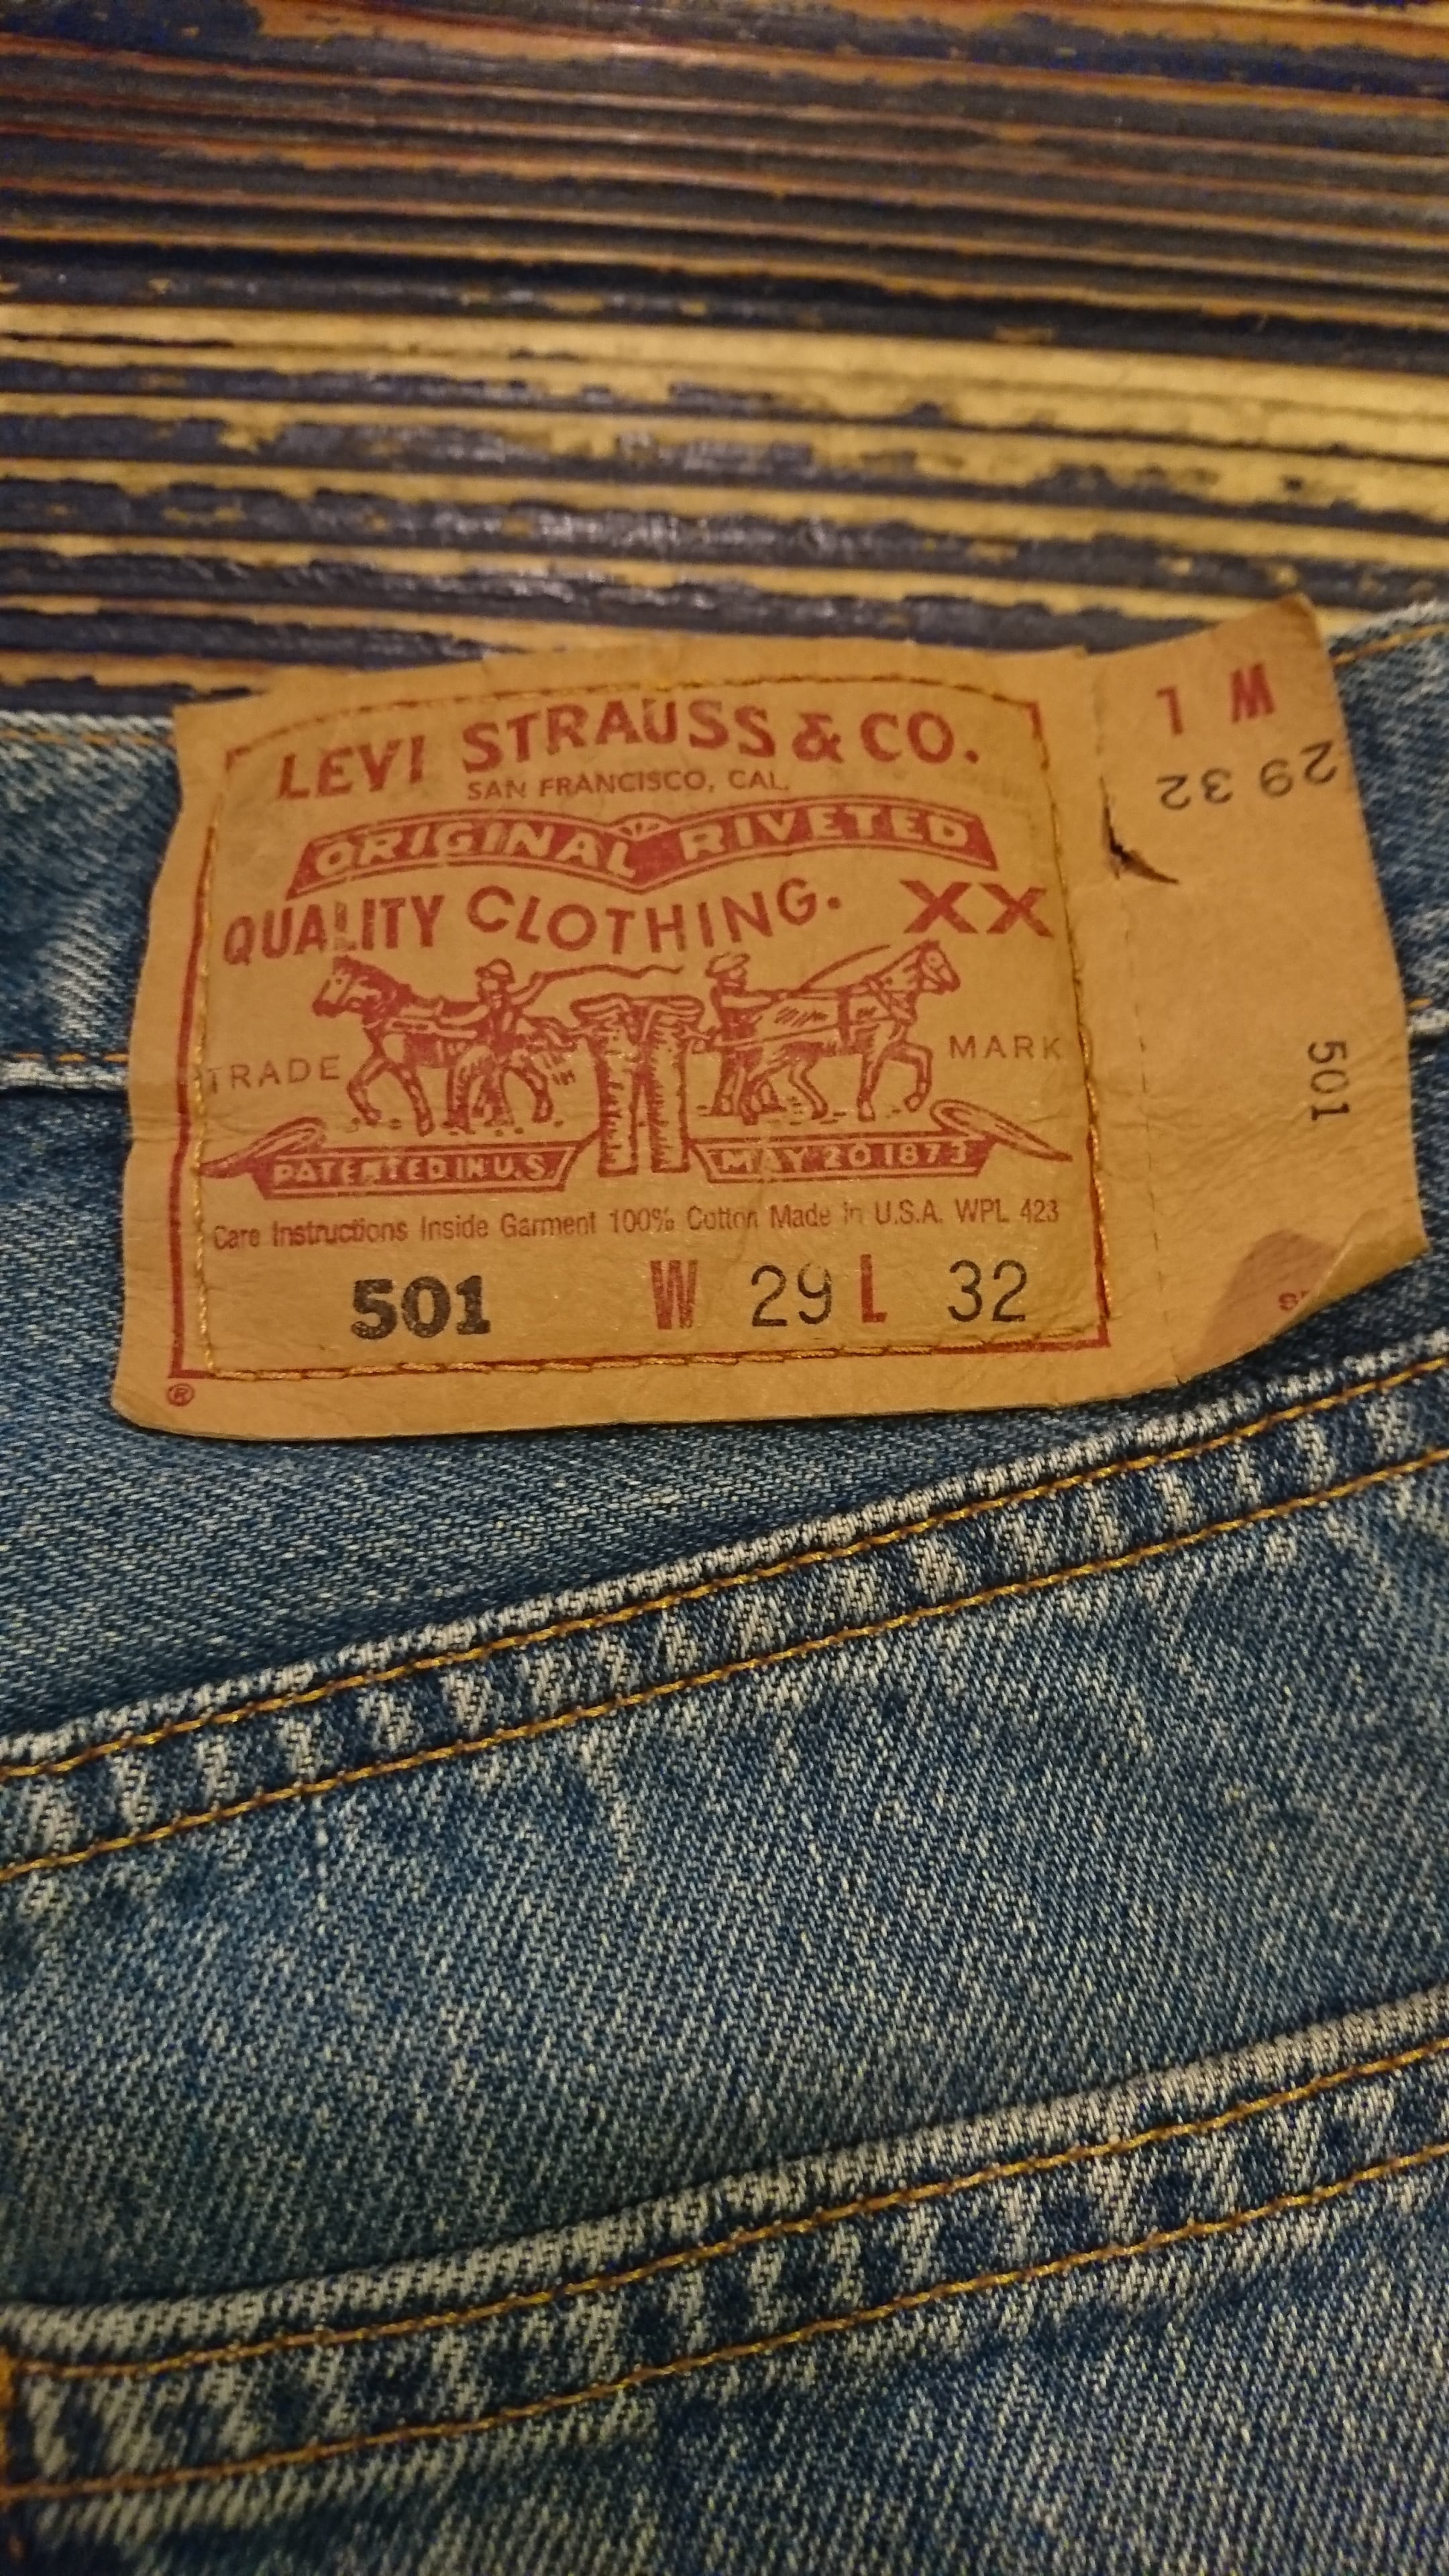 LEVI STRAUSS & CO.
SAN FRANCISCO, CAL.
ORIGINAL RIVETED
QUALITY CLOTHING. XX
TRADE MARK
PATENTED IN U.S. MAY 20 1873
Care Instructions Inside Garment 100% Cotton Made in U.S.A. WPL 423
501 W 29 L 32
®
W L
29 32
501